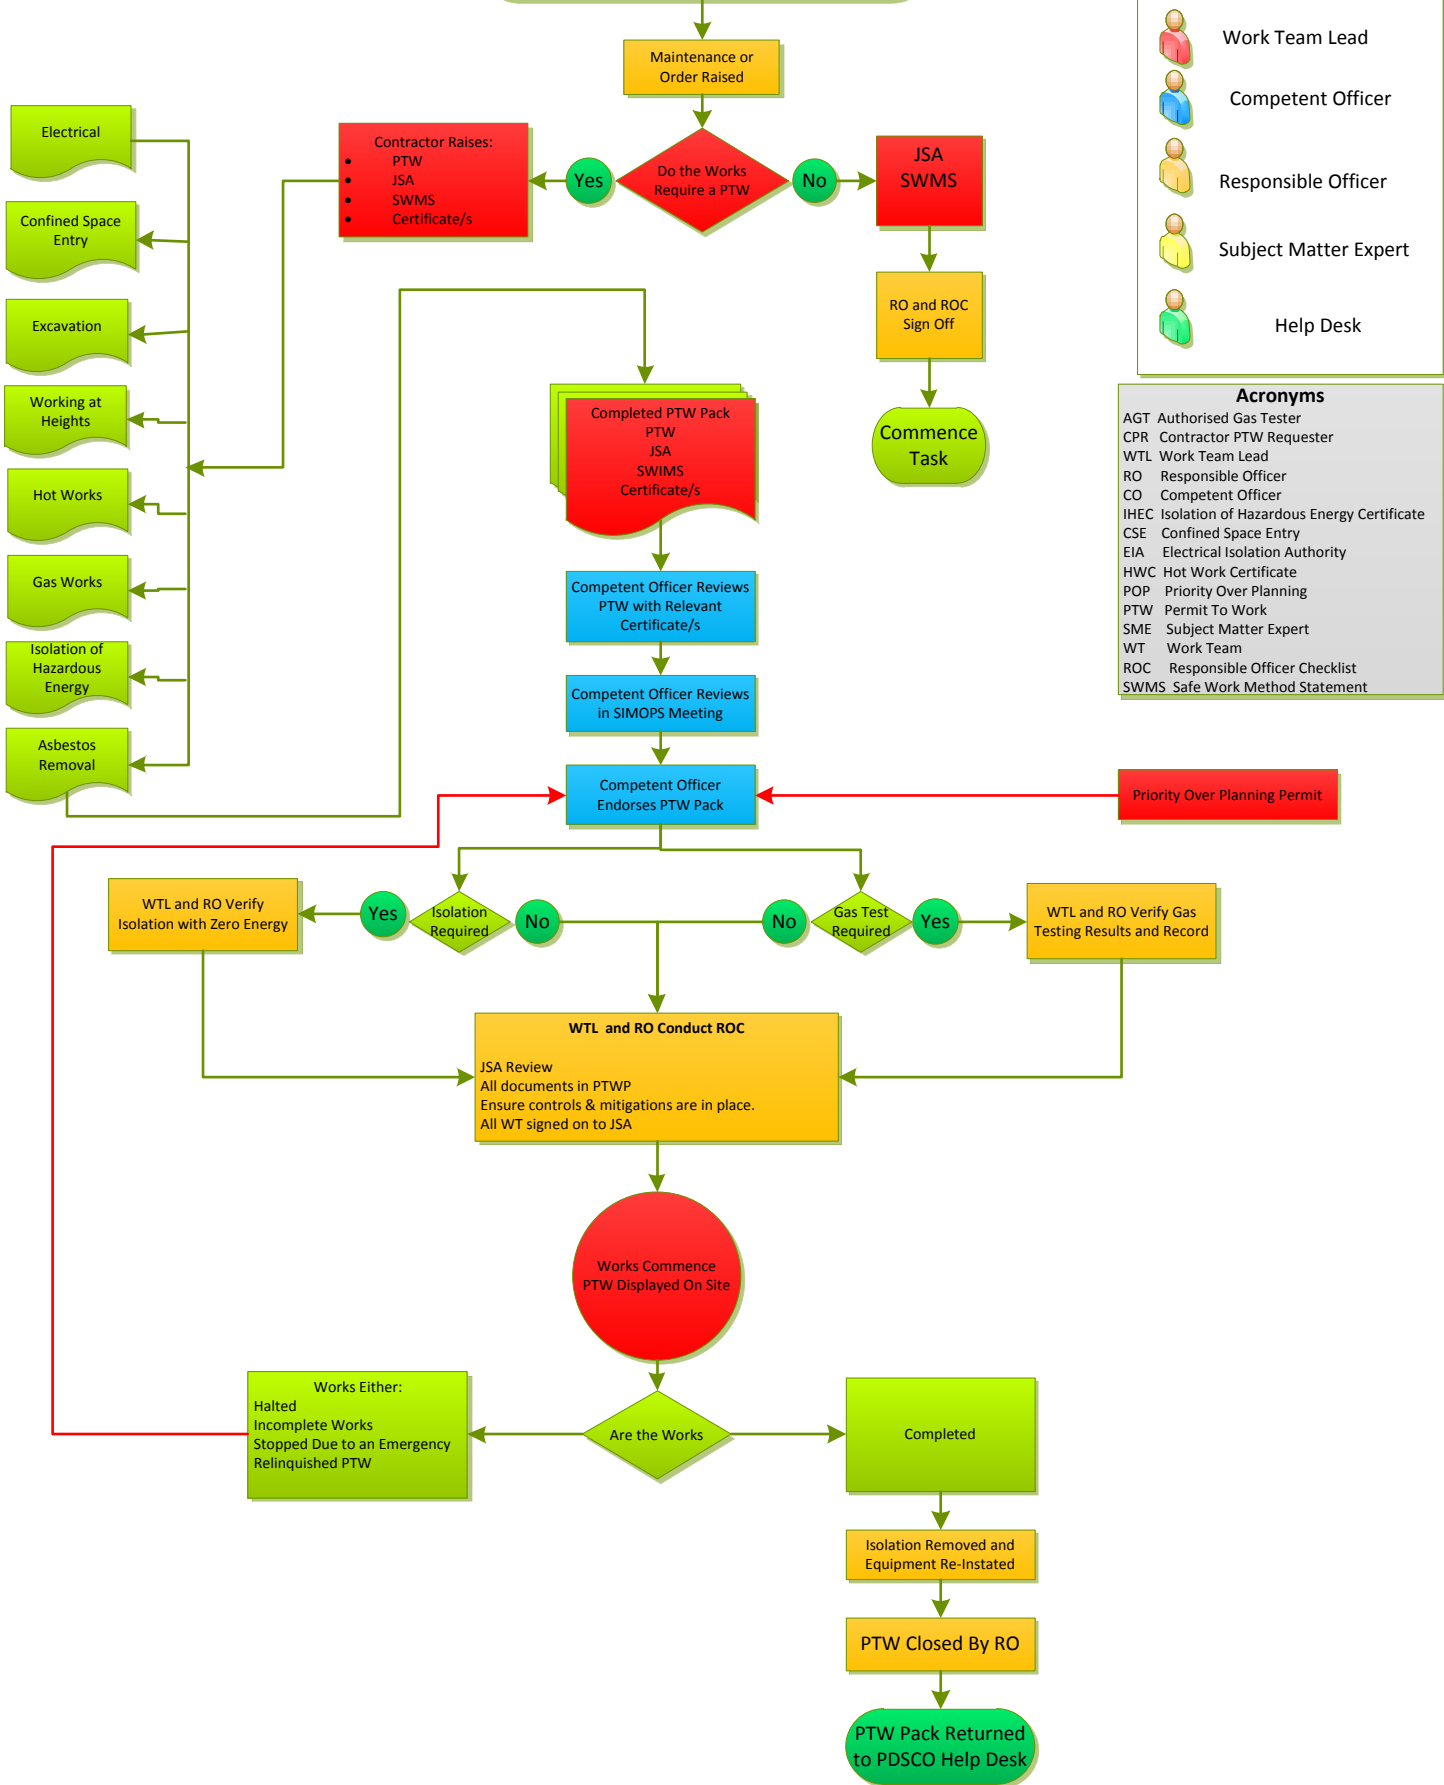 Maintenance or
Order Raised
Do the Works
Require a PTW
Yes
No
Contractor Raises:
• PTW
• JSA
• SWMS
• Certificate/s
JSA
SWMS
RO and ROC
Sign Off
Commence
Task
Electrical
Confined Space
Entry
Excavation
Working at
Heights
Hot Works
Gas Works
Isolation of
Hazardous
Energy
Asbestos
Removal
Work Team Lead
Competent Officer
Responsible Officer
Subject Matter Expert
Help Desk
Acronyms
AGT Authorised Gas Tester
CPR Contractor PTW Requester
WTL Work Team Lead
RO Responsible Officer
CO Competent Officer
IHEC Isolation of Hazardous Energy Certificate
CSE Confined Space Entry
EIA Electrical Isolation Authority
HWC Hot Work Certificate
POP Priority Over Planning
PTW Permit To Work
SME Subject Matter Expert
WT Work Team
ROC Responsible Officer Checklist
SWMS Safe Work Method Statement
Completed PTW Pack
PTW
JSA
SWIMS
Certificate/s
Competent Officer Reviews
PTW with Relevant
Certificate/s
Competent Officer Reviews
in SIMOPS Meeting
Competent Officer
Endorses PTW Pack
Priority Over Planning Permit
WTL and RO Verify
Isolation with Zero Energy
Yes
Isolation
Required
No
No
Gas Test
Required
Yes
WTL and RO Verify Gas
Testing Results and Record
WTL and RO Conduct ROC
JSA Review
All documents in PTWP
Ensure controls & mitigations are in place.
All WT signed on to JSA
Works Commence
PTW Displayed On Site
Works Either:
Halted
Incomplete Works
Stopped Due to an Emergency
Relinquished PTW
Are the Works
Completed
Isolation Removed and
Equipment Re-Instated
PTW Closed By RO
PTW Pack Returned
to PDSCO Help Desk